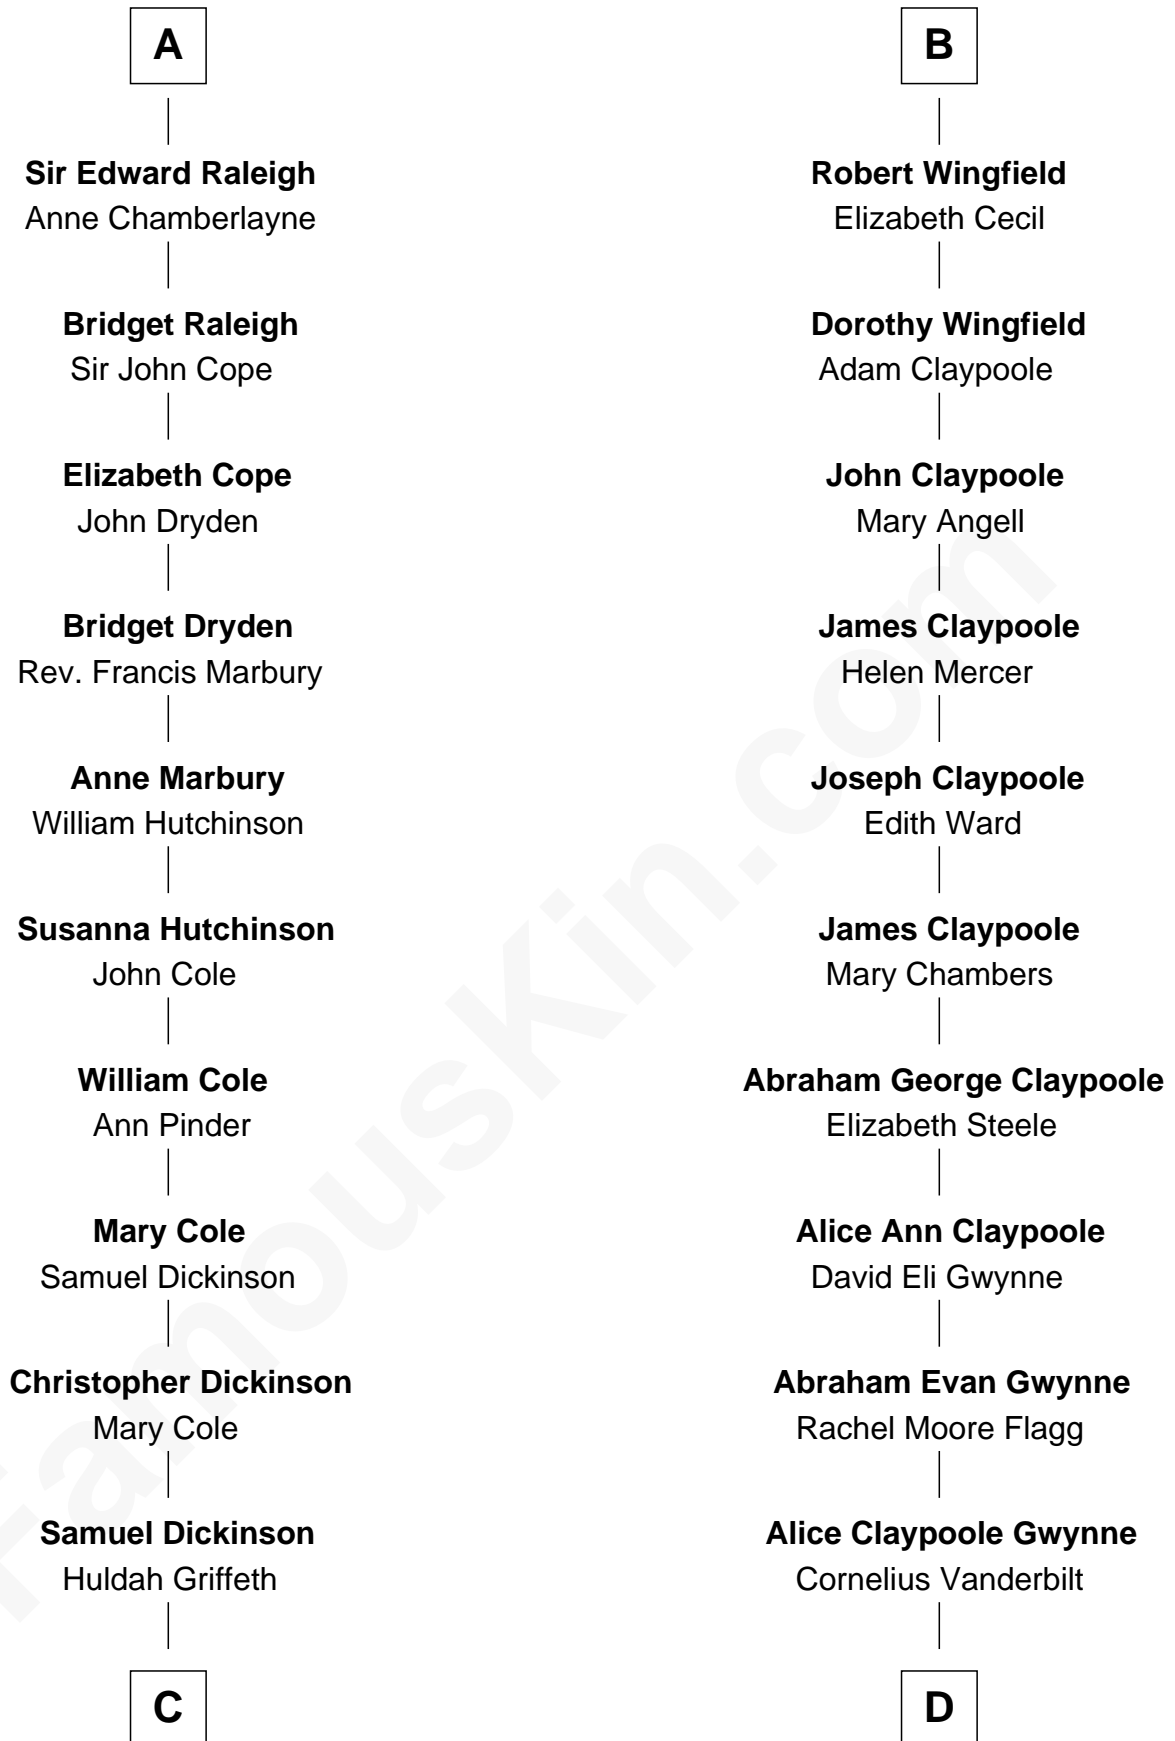 A
Sir Edward Raleigh
Anne Chamberlayne
Bridget Raleigh
Sir John Cope
Elizabeth Cope
John Dryden
Bridget Dryden
Rev. Francis Marbury
Anne Marbury
William Hutchinson
Susanna Hutchinson
John Cole
William Cole
Ann Pinder
Mary Cole
Samuel Dickinson
Christopher Dickinson
Mary Cole
Samuel Dickinson
Huldah Griffeth
C
B
Robert Wingfield
Elizabeth Cecil
Dorothy Wingfield
Adam Claypoole
John Claypoole
Mary Angell
James Claypoole
Helen Mercer
Joseph Claypoole
Edith Ward
James Claypoole
Mary Chambers
Abraham George Claypoole
Elizabeth Steele
Alice Ann Claypoole
David Eli Gwynne
Abraham Evan Gwynne
Rachel Moore Flagg
Alice Claypoole Gwynne
Cornelius Vanderbilt
D
FamousKin.com